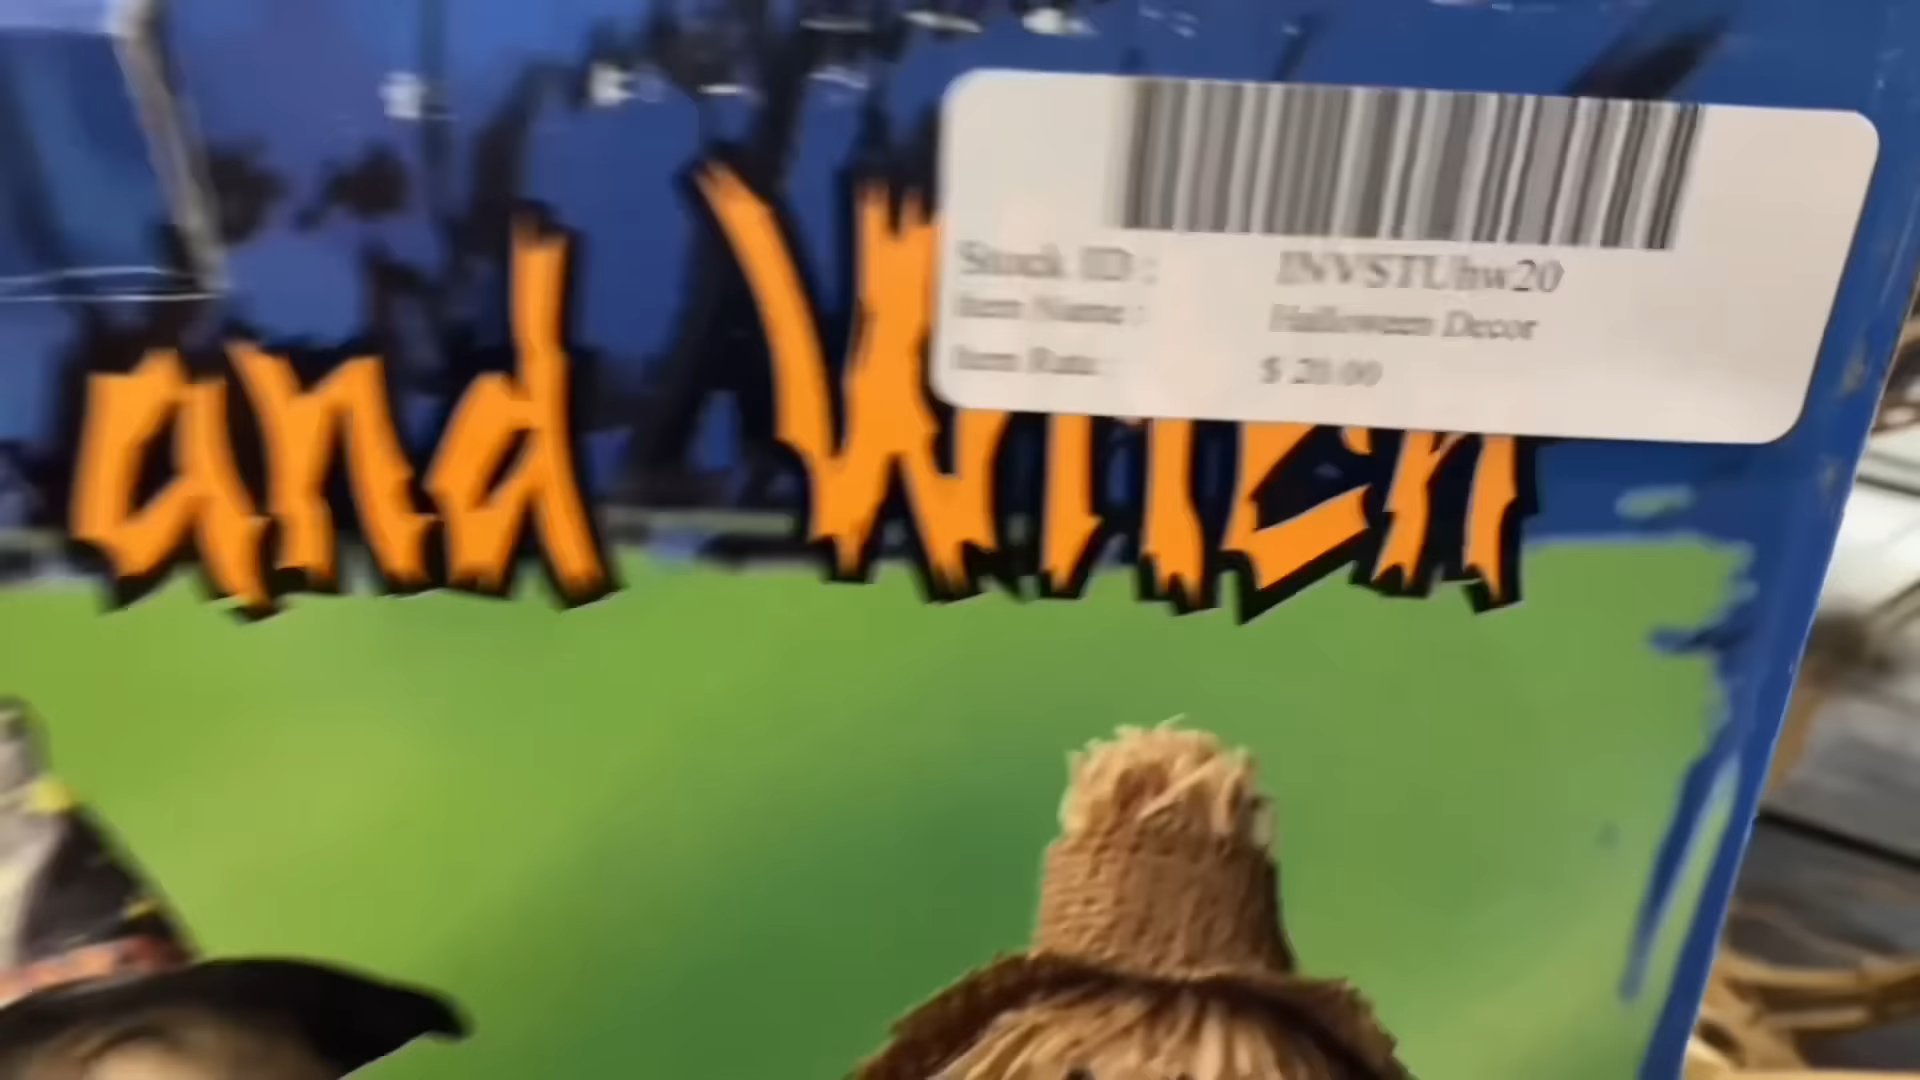 and Witch
Stock ID : INVSTUhw20
Item Name : Halloween Decor
Item Rate : $ 20.00